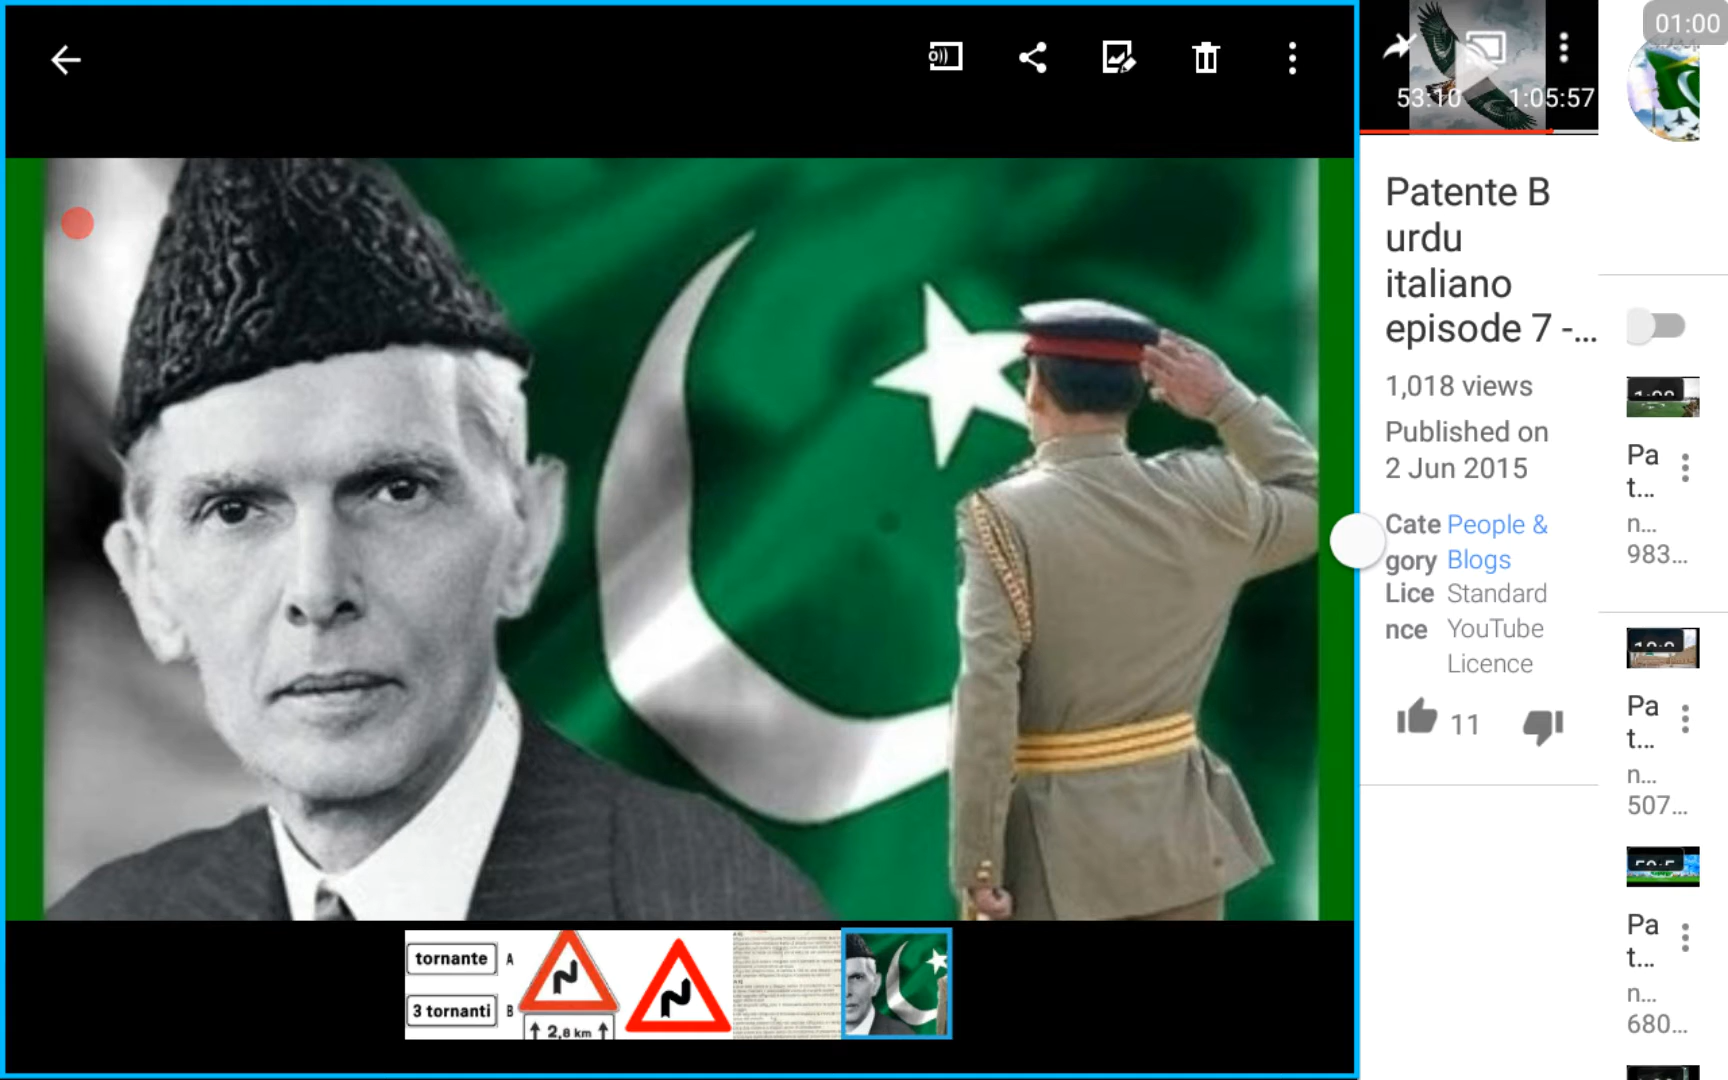 01:00
53:10
1:05:57
Patente B
urdu
italiano
episode 7 -...
1,018 views
Published on
2 Jun 2015
Cate People &
gory Blogs
Lice Standard
nce YouTube
Licence
11
Pa
t...
n...
983...
Pa
t...
n...
507...
Pa
t...
n...
680...
tornante A
3 tornanti B
2,8 km